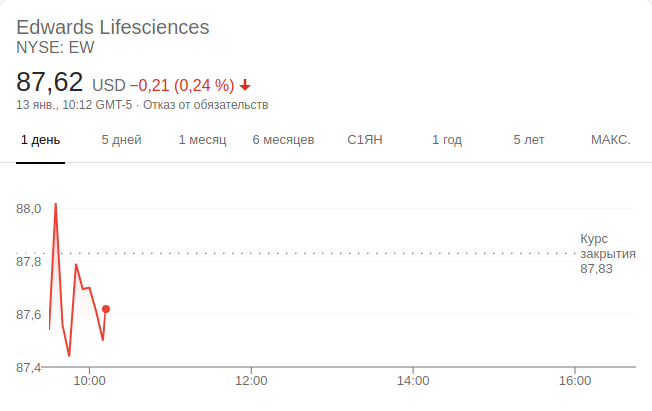 Edwards Lifesciences
NYSE: EW
87,62 USD −0,21 (0,24 %)
13 янв., 10:12 GMT-5 · Отказ от обязательств
1 день 5 дней 1 месяц 6 месяцев С1ЯН 1 год 5 лет МАКС.
88,0
Курс
закрытия
87,83
87,8
87,6
87,4
10:00 12:00 14:00 16:00